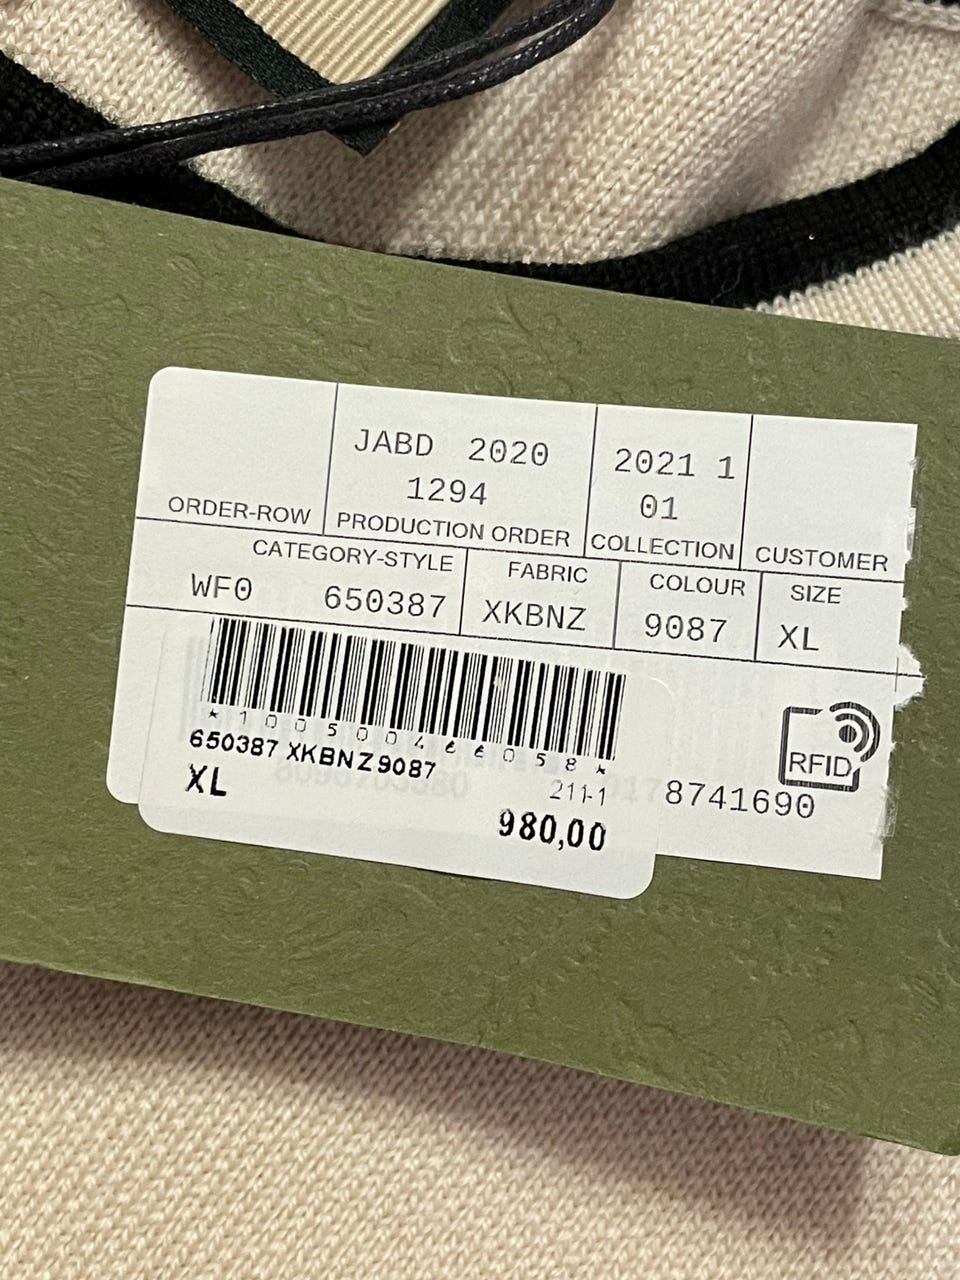 JABD 2020
1294
2021 1
01
ORDER-ROW PRODUCTION ORDER COLLECTION CUSTOMER
CATEGORY-STYLE FABRIC COLOUR SIZE
WF0 650387 XKBNZ 9087 XL
*100500466058*
650387 XKBNZ9087
XL
211-1
980,00
RFID
8741690